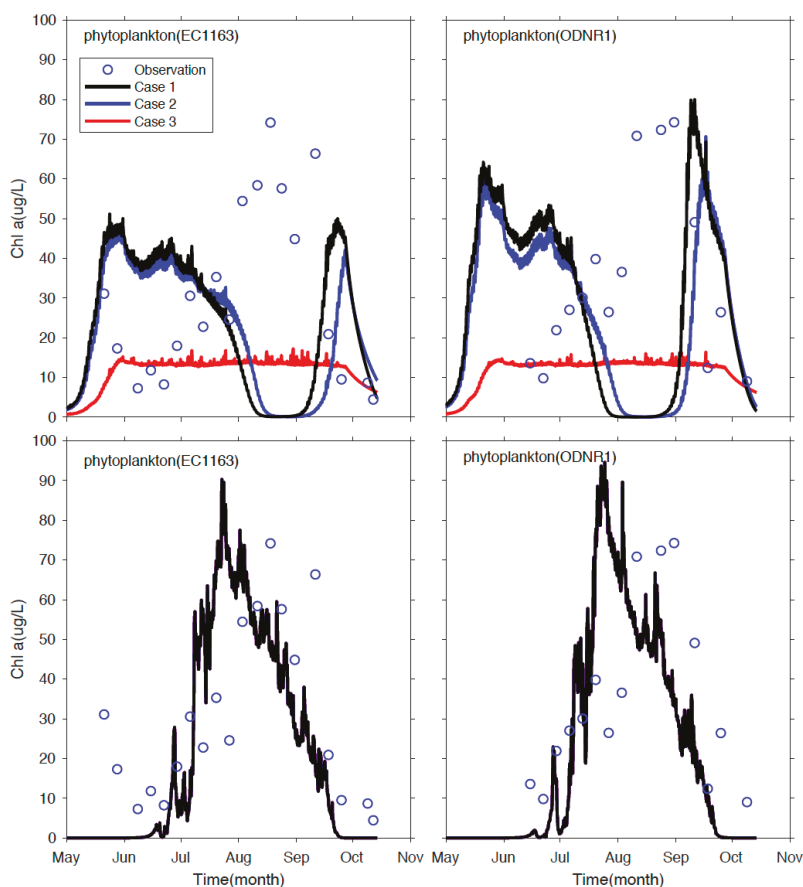 phytoplankton(EC1163)
phytoplankton(ODNR1)
Observation
Case 1
Case 2
Case 3
Chl a(ug/L)
100
90
80
70
60
50
40
30
20
10
0
phytoplankton(EC1163)
phytoplankton(ODNR1)
Chl a(ug/L)
100
90
80
70
60
50
40
30
20
10
0
May Jun Jul Aug Sep Oct Nov
May Jun Jul Aug Sep Oct Nov
Time(month)
Time(month)